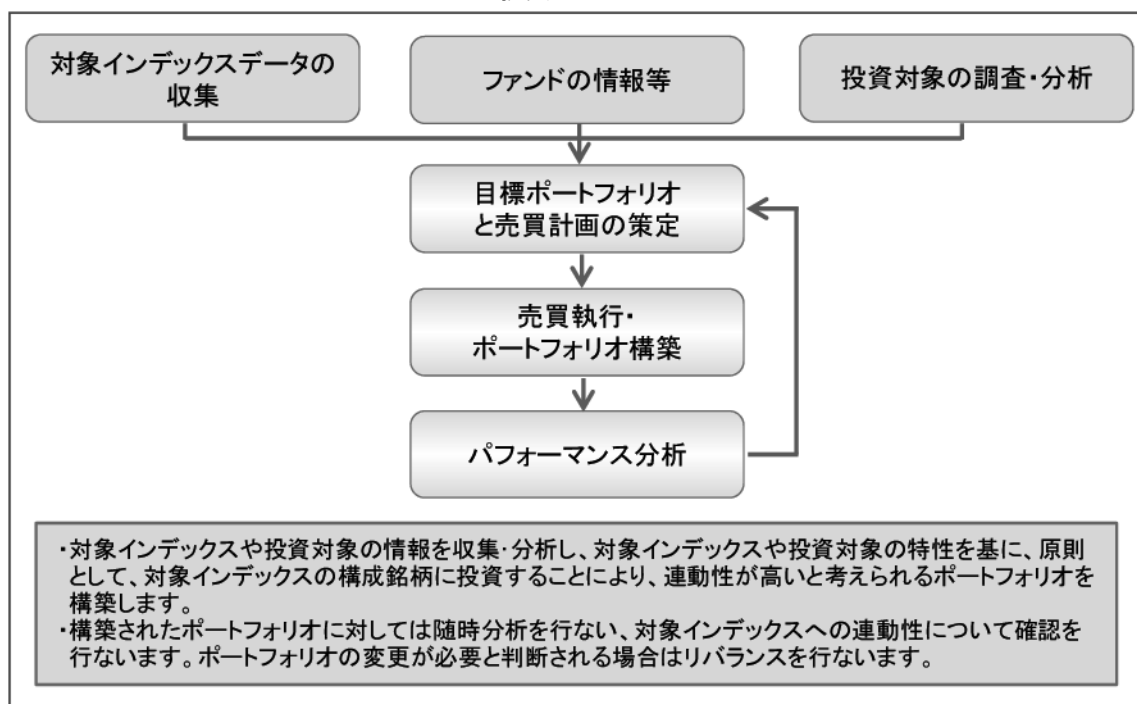 対象インデックスデータの
収集
ファンドの情報等
投資対象の調査・分析
目標ポートフォリオ
と売買計画の策定
売買執行・
ポートフォリオ構築
パフォーマンス分析
・対象インデックスや投資対象の情報を収集・分析し、対象インデックスや投資対象の特性を基に、原則
として、対象インデックスの構成銘柄に投資することにより、連動性が高いと考えられるポートフォリオを
構築します。
・構築されたポートフォリオに対しては随時分析を行ない、対象インデックスへの連動性について確認を
行ないます。ポートフォリオの変更が必要と判断される場合はリバランスを行ないます。